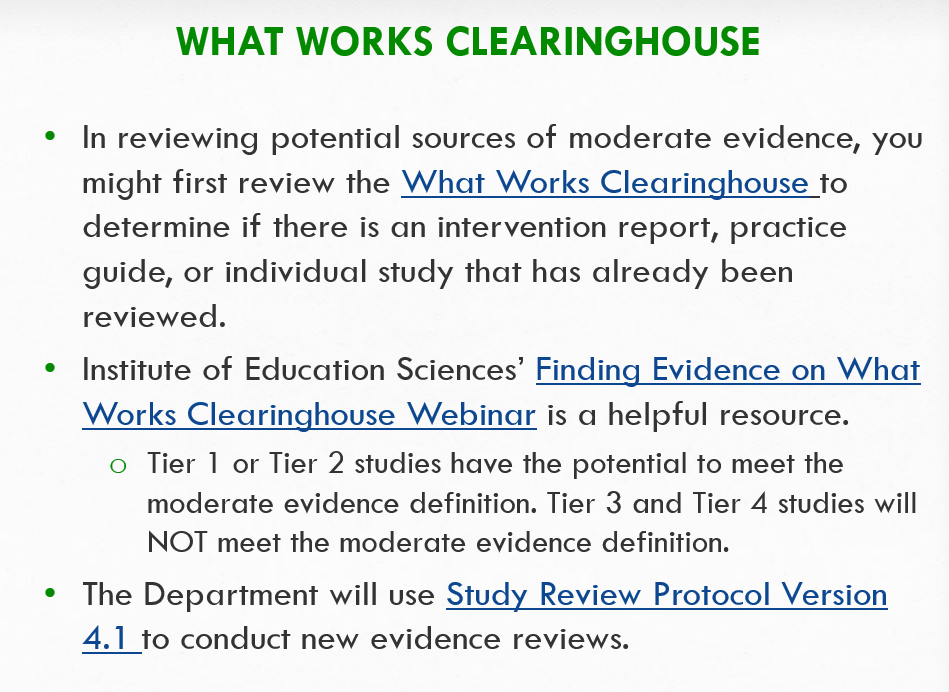 WHAT WORKS CLEARINGHOUSE
• In reviewing potential sources of moderate evidence, you
might first review the What Works Clearinghouse to
determine if there is an intervention report, practice
guide, or individual study that has already been
reviewed.
• Institute of Education Sciences’ Finding Evidence on What
Works Clearinghouse Webinar is a helpful resource.
o Tier 1 or Tier 2 studies have the potential to meet the
moderate evidence definition. Tier 3 and Tier 4 studies will
NOT meet the moderate evidence definition.
• The Department will use Study Review Protocol Version
4.1 to conduct new evidence reviews.